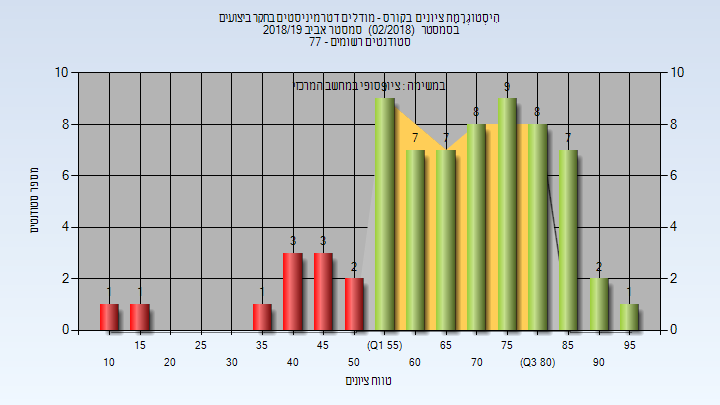 היסטוגרמת ציונים בקורס - מודלים דטרמיניסטים בחקר ביצועים
בסמסטר (02/2018) סמסטר אביב 2018/19
סטודנטים רשומים - 77
במשימה : ציון סופי במחשב המרכזי
מספר סטודנטים
10 10
8 8
6 6
4 4
2 2
0 0
1 1 1 3 3 2 9 7 7 8 9 8 7 2 1
15 25 35 45 (Q1 55) 65 75 85 95
10 20 30 40 50 60 70 (Q3 80) 90
טווח ציונים